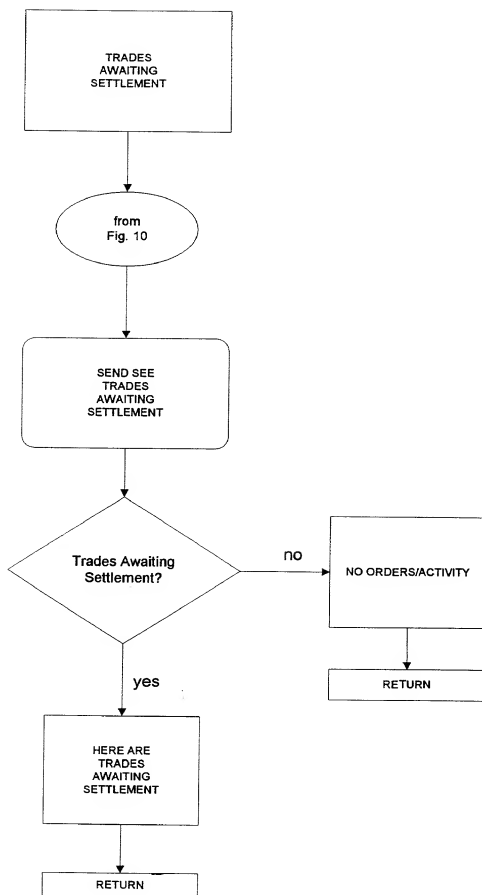 TRADES
AWAITING
SETTLEMENT
from
Fig. 10
SEND SEE
TRADES
AWAITING
SETTLEMENT
Trades Awaiting
Settlement?
no
NO ORDERS/ACTIVITY
RETURN
yes
HERE ARE
TRADES
AWAITING
SETTLEMENT
RETURN